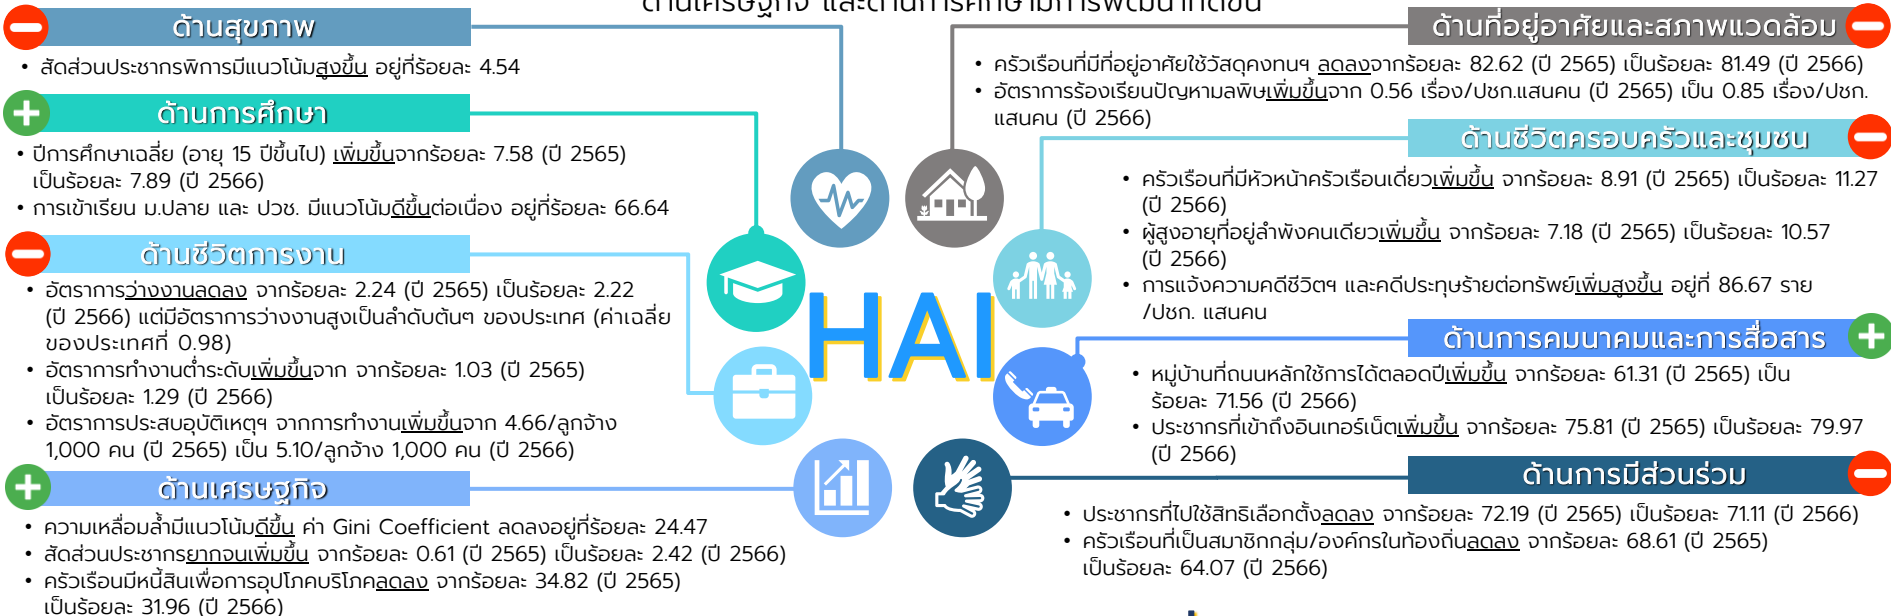 ด้านเศรษฐกิจ และด้านการศึกษามีการพัฒนาที่ดีขึ้น
ด้านสุขภาพ
• สัดส่วนประชากรพิการมีแนวโน้มสูงขึ้น อยู่ที่ร้อยละ 4.54
ด้านการศึกษา
• ปีการศึกษาเฉลี่ย (อายุ 15 ปีขึ้นไป) เพิ่มขึ้นจากร้อยละ 7.58 (ปี 2565)
เป็นร้อยละ 7.89 (ปี 2566)
• การเข้าเรียน ม.ปลาย และ ปวช. มีแนวโน้มดีขึ้นต่อเนื่อง อยู่ที่ร้อยละ 66.64
ด้านชีวิตการงาน
• อัตราการว่างงานลดลง จากร้อยละ 2.24 (ปี 2565) เป็นร้อยละ 2.22
(ปี 2566) แต่มีอัตราการว่างงานสูงเป็นลำดับต้นๆ ของประเทศ (ค่าเฉลี่ย
ของประเทศที่ 0.98)
• อัตราการทำงานต่ำระดับเพิ่มขึ้นจาก จากร้อยละ 1.03 (ปี 2565)
เป็นร้อยละ 1.29 (ปี 2566)
• อัตราการประสบอุบัติเหตุฯ จากการทำงานเพิ่มขึ้นจาก 4.66/ลูกจ้าง
1,000 คน (ปี 2565) เป็น 5.10/ลูกจ้าง 1,000 คน (ปี 2566)
ด้านเศรษฐกิจ
• ความเหลื่อมล้ำมีแนวโน้มดีขึ้น ค่า Gini Coefficient ลดลงอยู่ที่ร้อยละ 24.47
• สัดส่วนประชากรยากจนเพิ่มขึ้น จากร้อยละ 0.61 (ปี 2565) เป็นร้อยละ 2.42 (ปี 2566)
• ครัวเรือนมีหนี้สินเพื่อการอุปโภคบริโภคลดลง จากร้อยละ 34.82 (ปี 2565)
เป็นร้อยละ 31.96 (ปี 2566)
HAI
ด้านที่อยู่อาศัยและสภาพแวดล้อม
• ครัวเรือนที่มีที่อยู่อาศัยใช้วัสดุคงทนฯ ลดลงจากร้อยละ 82.62 (ปี 2565) เป็นร้อยละ 81.49 (ปี 2566)
• อัตราการร้องเรียนปัญหามลพิษเพิ่มขึ้นจาก 0.56 เรื่อง/ปชก.แสนคน (ปี 2565) เป็น 0.85 เรื่อง/ปชก.
แสนคน (ปี 2566)
ด้านชีวิตครอบครัวและชุมชน
• ครัวเรือนที่มีหัวหน้าครัวเรือนเดี่ยวเพิ่มขึ้น จากร้อยละ 8.91 (ปี 2565) เป็นร้อยละ 11.27
(ปี 2566)
• ผู้สูงอายุที่อยู่ลำพังคนเดียวเพิ่มขึ้น จากร้อยละ 7.18 (ปี 2565) เป็นร้อยละ 10.57
(ปี 2566)
• การแจ้งความคดีชีวิตฯ และคดีประทุษร้ายต่อทรัพย์เพิ่มสูงขึ้น อยู่ที่ 86.67 ราย
/ปชก. แสนคน
ด้านการคมนาคมและการสื่อสาร
• หมู่บ้านที่ถนนหลักใช้การได้ตลอดปีเพิ่มขึ้น จากร้อยละ 61.31 (ปี 2565) เป็น
ร้อยละ 71.56 (ปี 2566)
• ประชากรที่เข้าถึงอินเทอร์เน็ตเพิ่มขึ้น จากร้อยละ 75.81 (ปี 2565) เป็นร้อยละ 79.97
(ปี 2566)
ด้านการมีส่วนร่วม
• ประชากรที่ไปใช้สิทธิเลือกตั้งลดลง จากร้อยละ 72.19 (ปี 2565) เป็นร้อยละ 71.11 (ปี 2566)
• ครัวเรือนที่เป็นสมาชิกกลุ่ม/องค์กรในท้องถิ่นลดลง จากร้อยละ 68.61 (ปี 2565)
เป็นร้อยละ 64.07 (ปี 2566)